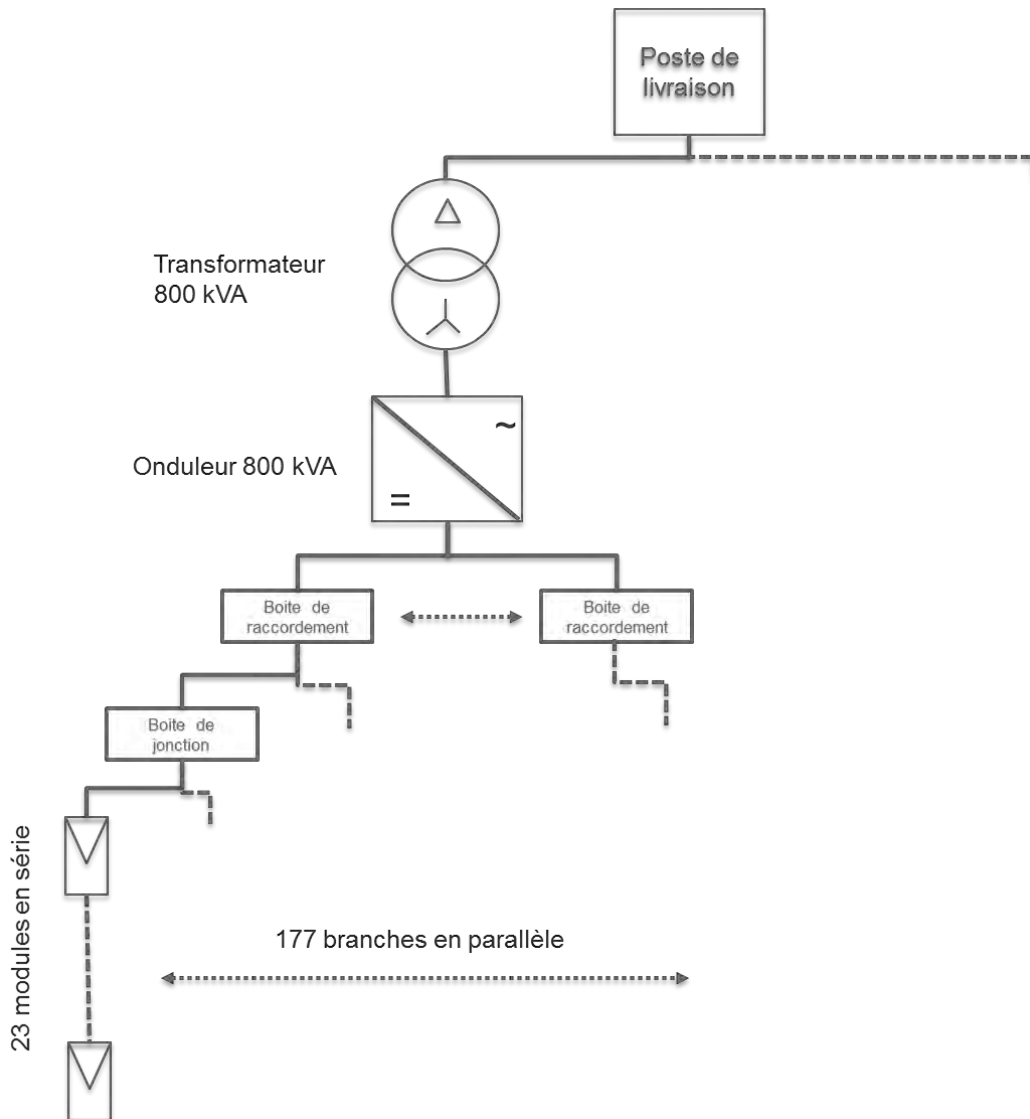 Poste de
livraison
Transformateur
800 kVA
Onduleur 800 kVA
~
=
Boite de
raccordement
Boite de
raccordement
Boite de
jonction
23 modules en série
177 branches en parallèle